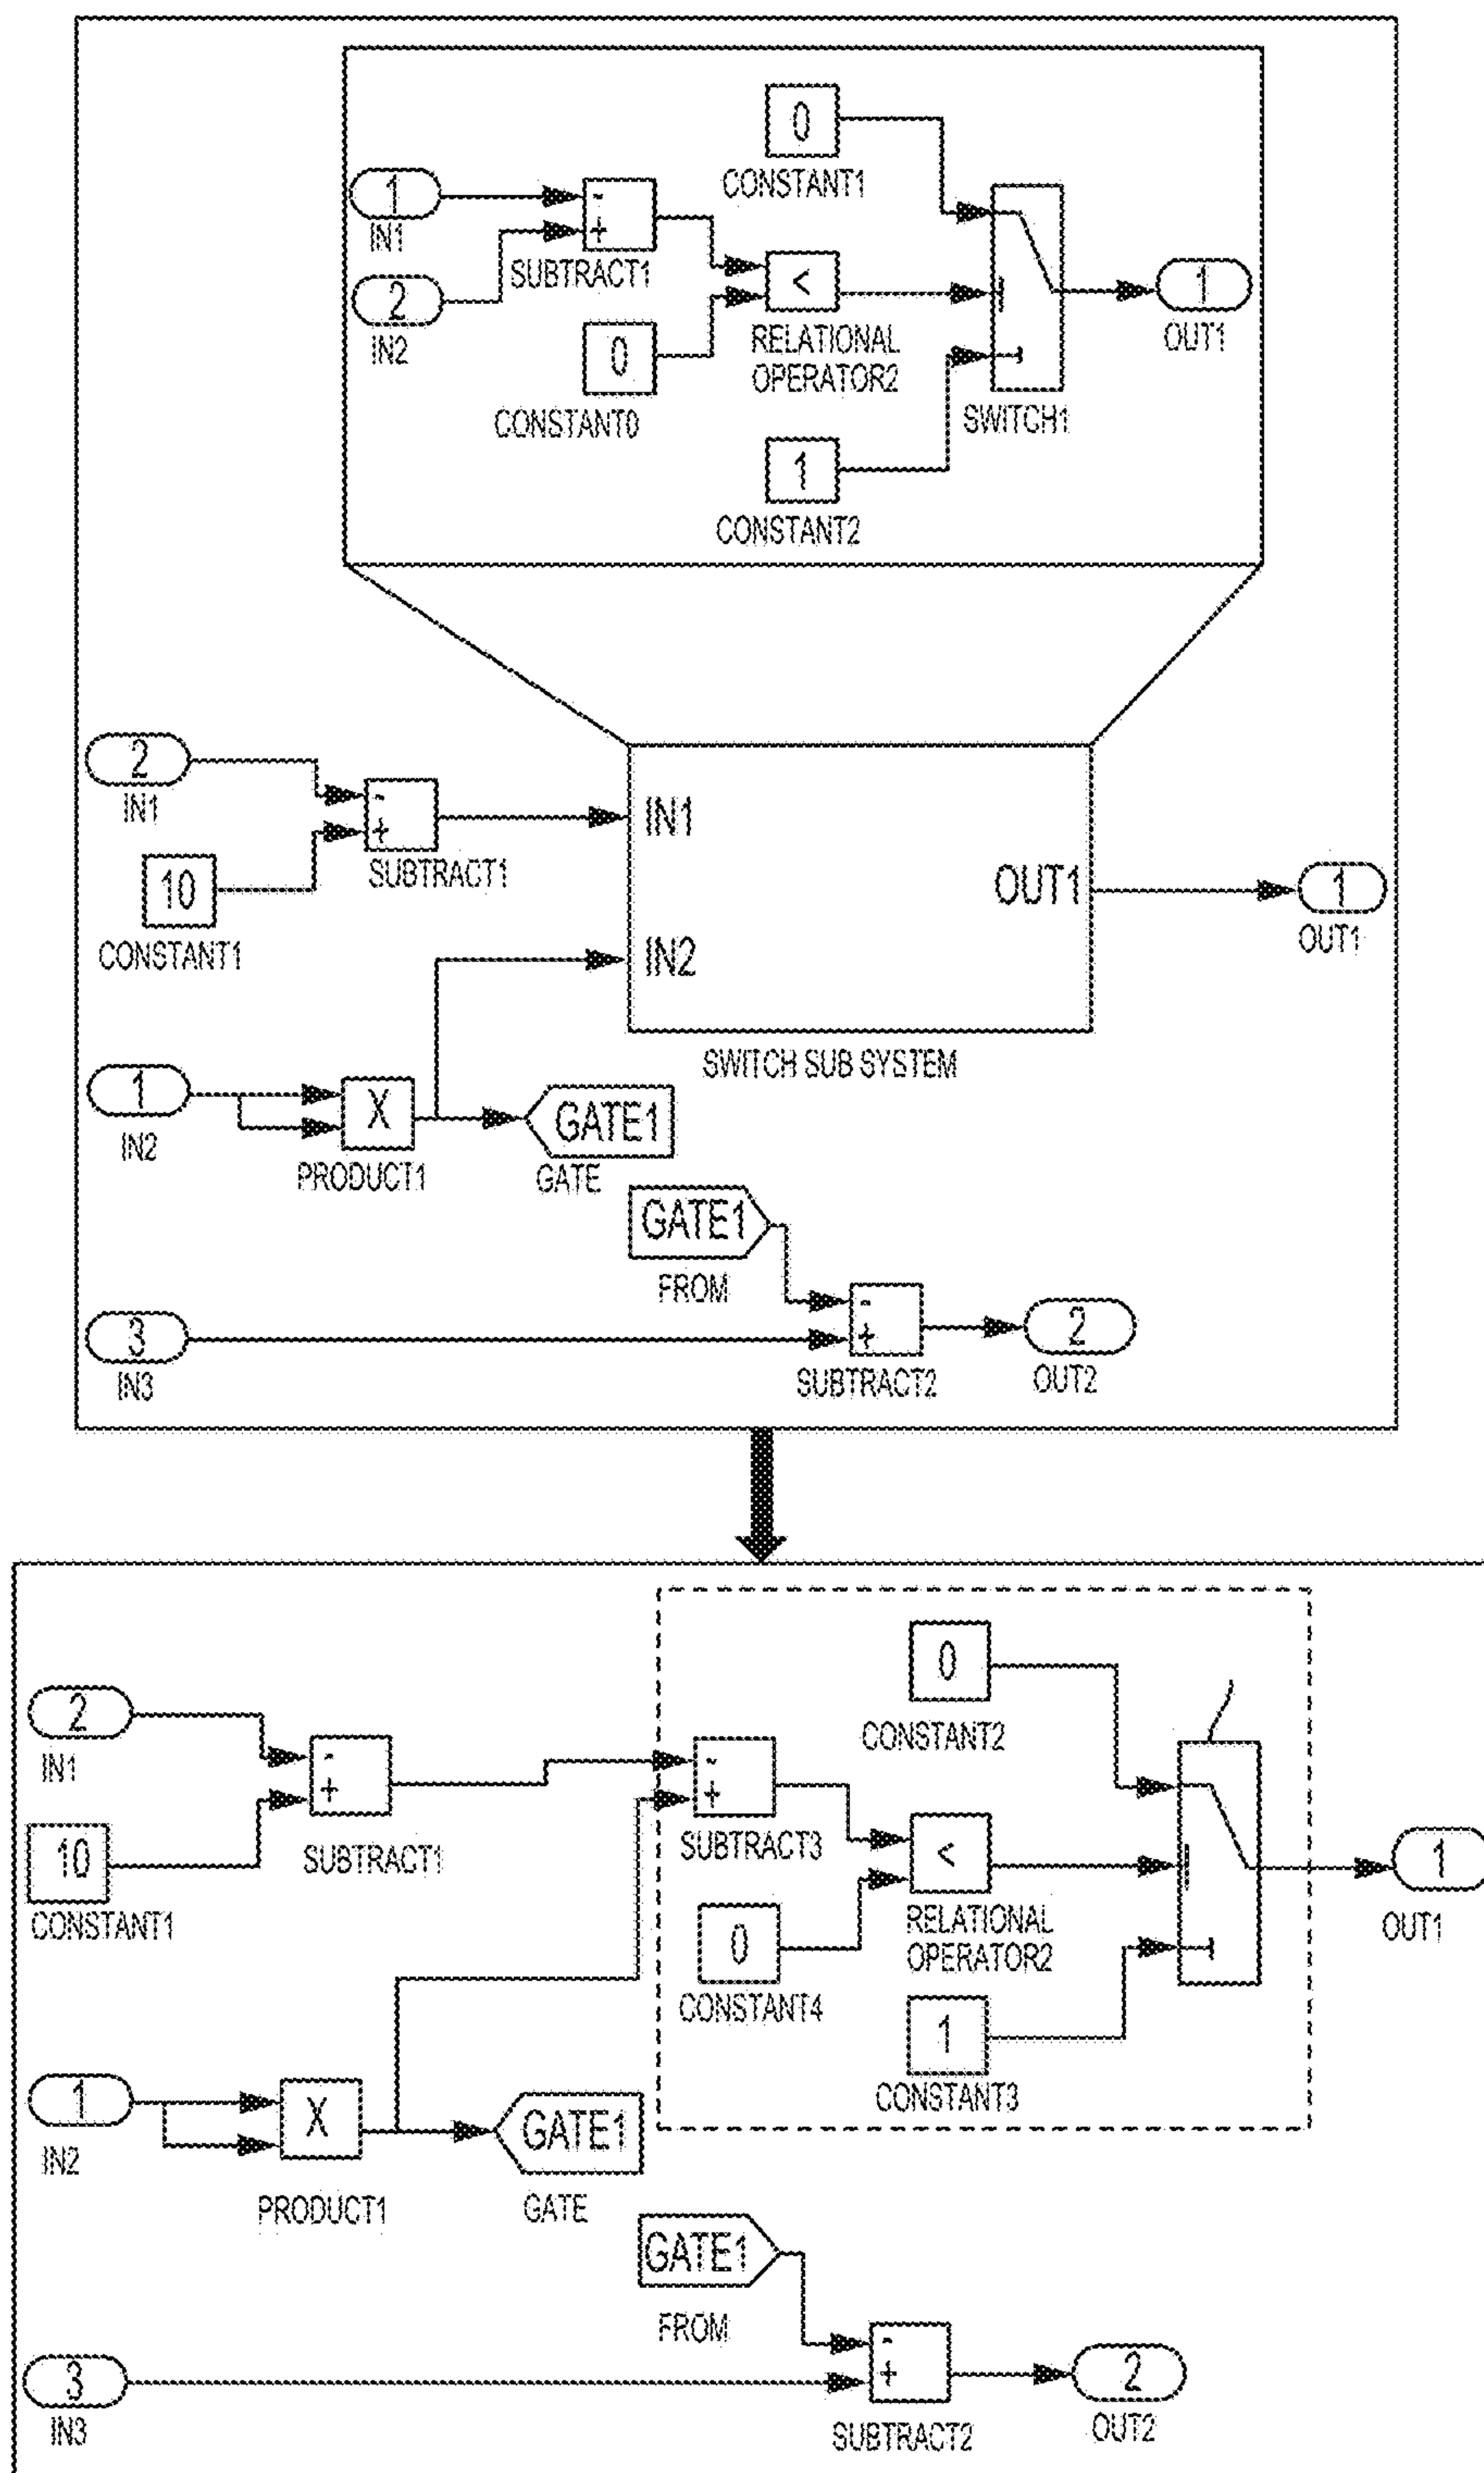 0
CONSTANT1
1
IN1
-
+
SUBTRACT1
2
IN2
<
RELATIONAL
OPERATOR2
1
OUT1
0
CONSTANT0
SWITCH1
1
CONSTANT2
2
IN1
-
+
SUBTRACT1
10
CONSTANT1
IN1
OUT1
IN2
1
OUT1
SWITCH SUB SYSTEM
1
IN2
X
PRODUCT1
GATE1
GATE
GATE1
FROM
3
IN3
-
+
SUBTRACT2
2
OUT2
0
CONSTANT2
2
IN1
-
+
SUBTRACT1
10
CONSTANT1
-
+
SUBTRACT3
<
RELATIONAL
OPERATOR2
0
CONSTANT4
1
CONSTANT3
1
OUT1
1
IN2
X
PRODUCT1
GATE1
GATE
GATE1
FROM
3
IN3
-
+
SUBTRACT2
2
OUT2